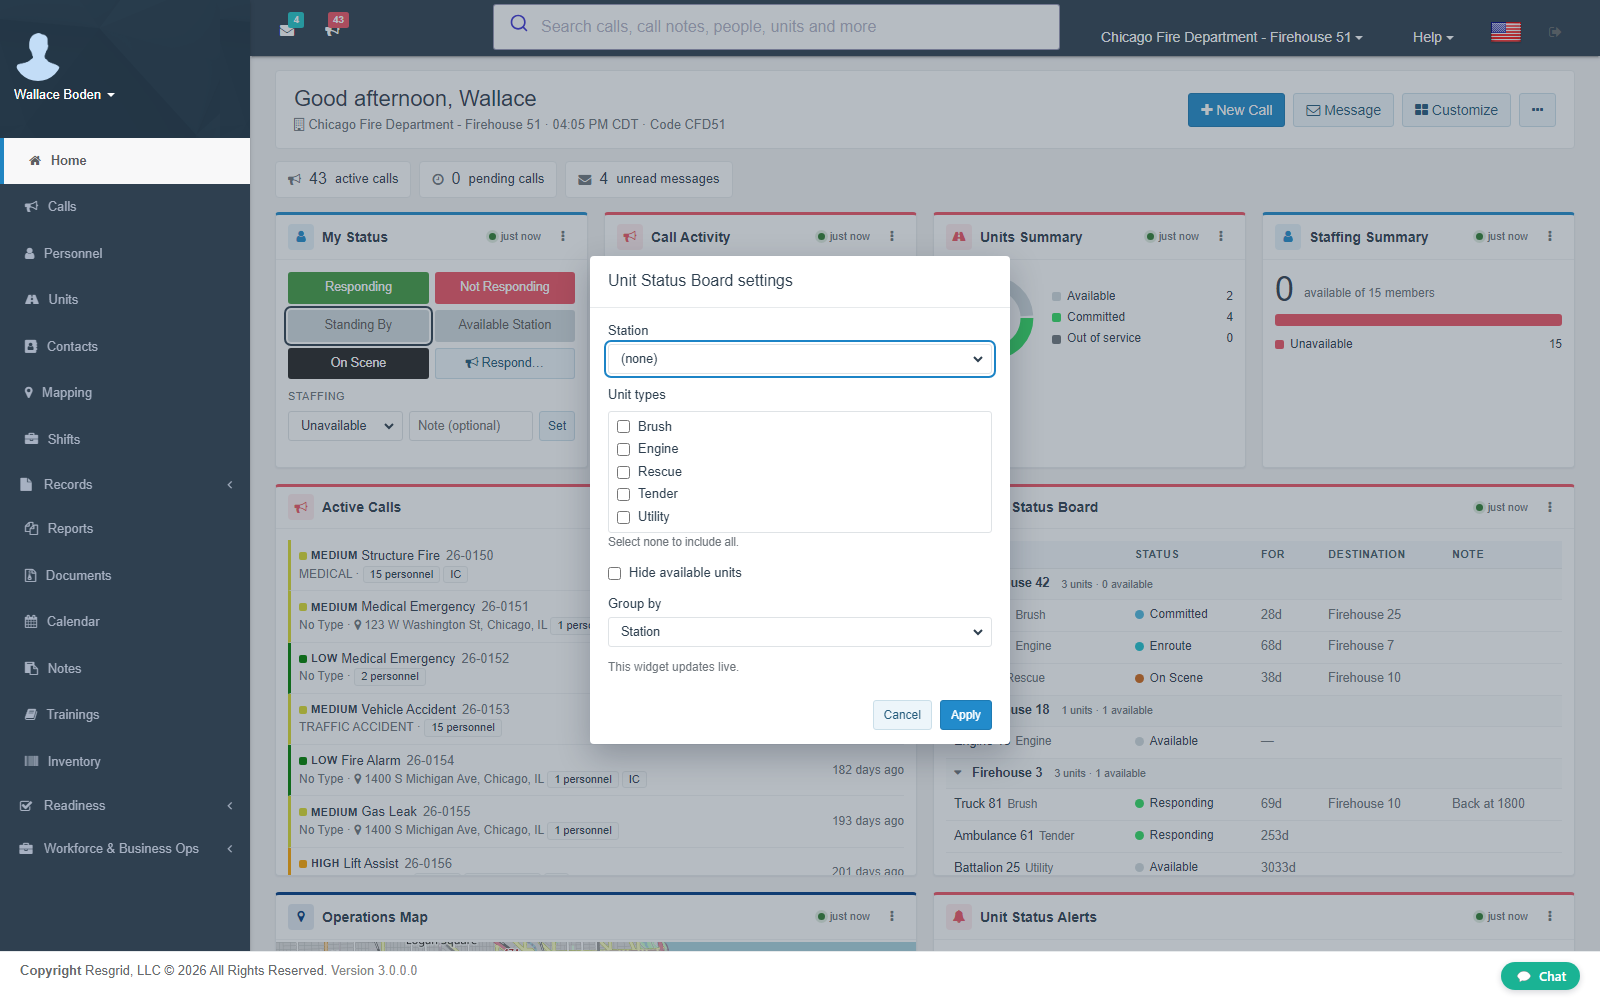 4
43
Search calls, call notes, people, units and more
Chicago Fire Department - Firehouse 51
Help
Wallace Boden
Home
Calls
Personnel
Units
Contacts
Mapping
Shifts
Records
Reports
Documents
Calendar
Notes
Trainings
Inventory
Readiness
Workforce & Business Ops
Good afternoon, Wallace
Chicago Fire Department - Firehouse 51 · 04:05 PM CDT · Code CFD51
New Call
Message
Customize
43 active calls
0 pending calls
4 unread messages
My Status
just now
Responding
Not Responding
Standing By
Available Station
On Scene
Respond...
STAFFING
Unavailable
Note (optional)
Set
Call Activity
just now
Units Summary
just now
Available 2
Committed 4
Out of service 0
Staffing Summary
just now
0 available of 15 members
Unavailable 15
Unit Status Board settings
Station
(none)
Unit types
Brush
Engine
Rescue
Tender
Utility
Select none to include all.
Hide available units
Group by
Station
This widget updates live.
Cancel
Apply
Active Calls
MEDIUM Structure Fire 26-0150
MEDICAL · 15 personnel IC
MEDIUM Medical Emergency 26-0151
No Type · 123 W Washington St, Chicago, IL 1 pers
LOW Medical Emergency 26-0152
No Type · 2 personnel
MEDIUM Vehicle Accident 26-0153
TRAFFIC ACCIDENT · 15 personnel
LOW Fire Alarm 26-0154
No Type · 1400 S Michigan Ave, Chicago, IL 1 personnel IC
182 days ago
MEDIUM Gas Leak 26-0155
No Type · 1400 S Michigan Ave, Chicago, IL 1 personnel
193 days ago
HIGH Lift Assist 26-0156
201 days ago
Status Board
just now
STATUS FOR DESTINATION NOTE
use 42 3 units · 0 available
Brush Committed 28d Firehouse 25
Engine Enroute 68d Firehouse 7
Rescue On Scene 38d Firehouse 10
use 18 1 units · 1 available
Engine Available —
Firehouse 3 3 units · 1 available
Truck 81 Brush Responding 69d Firehouse 10 Back at 1800
Ambulance 61 Tender Responding 253d
Battalion 25 Utility Available 3033d
Operations Map
just now
Unit Status Alerts
just now
Copyright Resgrid, LLC © 2026 All Rights Reserved. Version 3.0.0.0
Chat